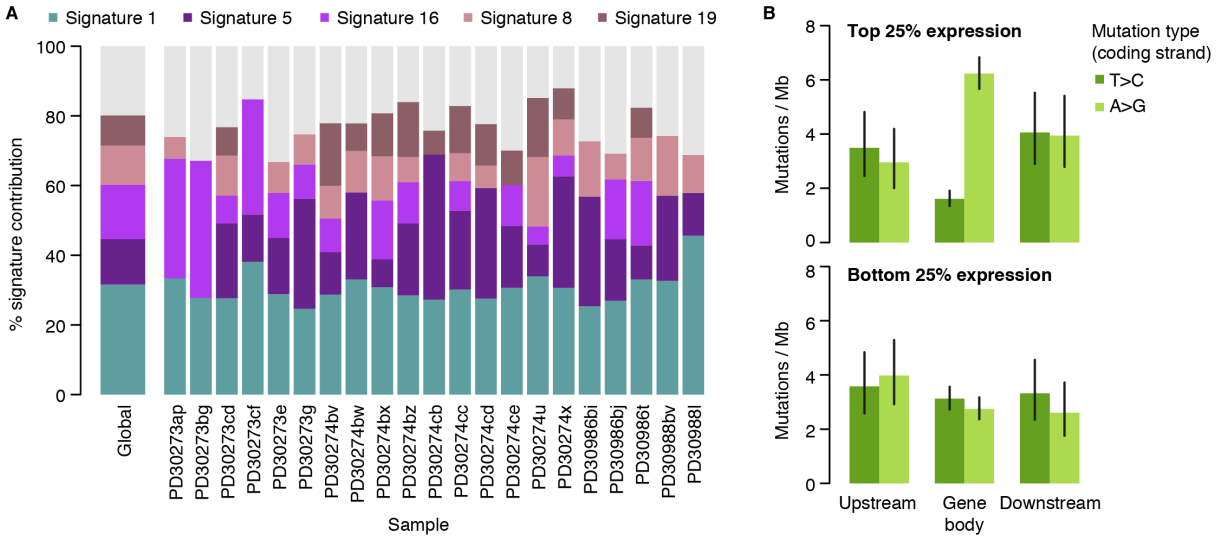 A
Signature 1
Signature 5
Signature 16
Signature 8
Signature 19
% signature contribution
100
80
60
40
20
0
Global
PD30273ap
PD30273bg
PD30273cd
PD30273cf
PD30273e
PD30273g
PD30274bv
PD30274bw
PD30274bx
PD30274bz
PD30274cb
PD30274cc
PD30274cd
PD30274ce
PD30274u
PD30274x
PD30986bi
PD30986bj
PD30986t
PD30988bv
PD30988l
Sample
B
Top 25% expression
Mutations / Mb
8
6
4
2
0
Mutation type
(coding strand)
T>C
A>G
Bottom 25% expression
Mutations / Mb
8
6
4
2
0
Upstream
Gene
body
Downstream